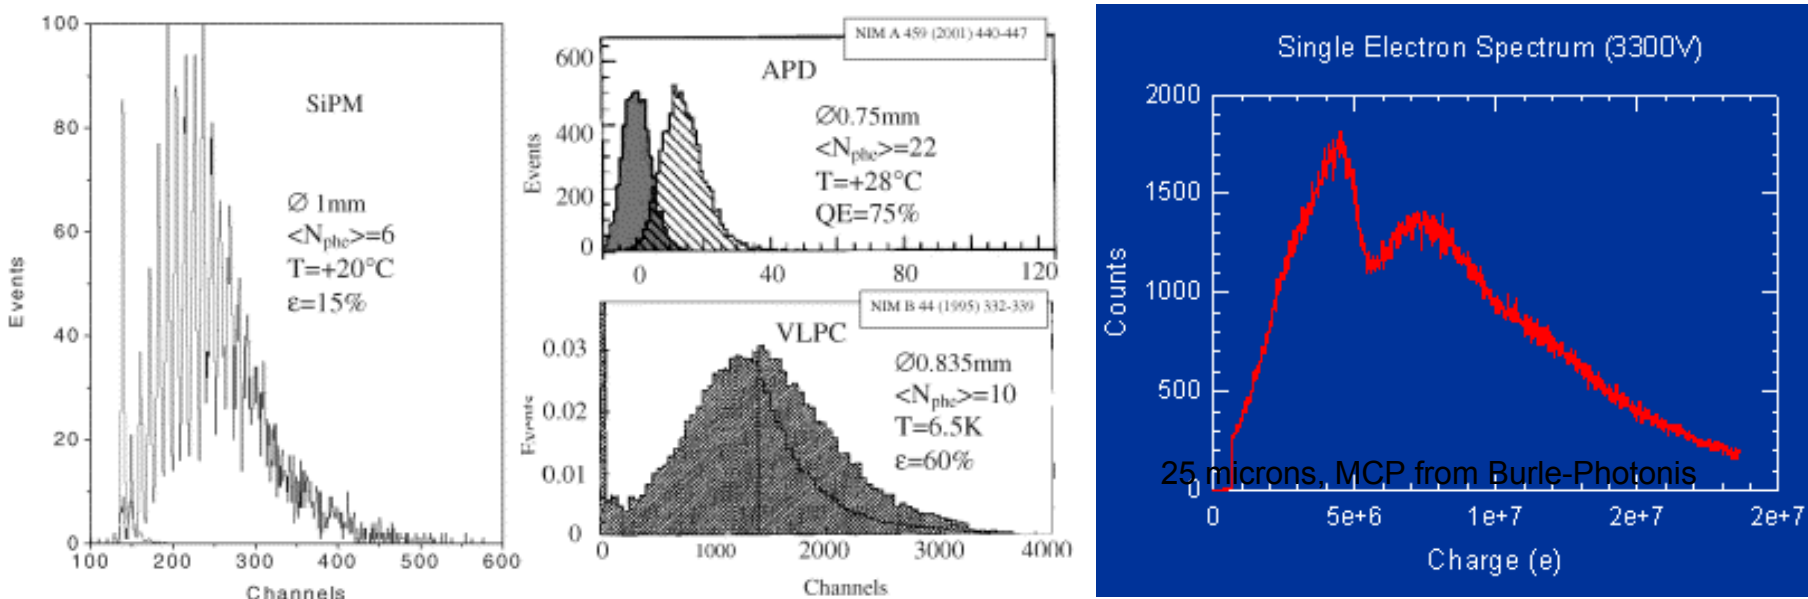 100
80
60
40
20
0
Events
SiPM
Ø 1mm
<Nphe>=6
T=+20°C
ε=15%
100 200 300 400 500 600
Channels
NIM A 459 (2001) 440-447
600
400
200
0
Events
APD
Ø0.75mm
<Nphe>=22
T=+28°C
QE=75%
0 40 80 120
NIM B 44 (1995) 332-339
0.03
0.02
0.01
0
Events
VLPC
Ø0.835mm
<Nphe>=10
T=6.5K
ε=60%
0 1000 2000 3000 4000
Channels
Single Electron Spectrum (3300V)
2000
1500
1000
500
0
Counts
25 microns, MCP from Burle-Photonis
0 5e+6 1e+7 2e+7 2e+7
Charge (e)